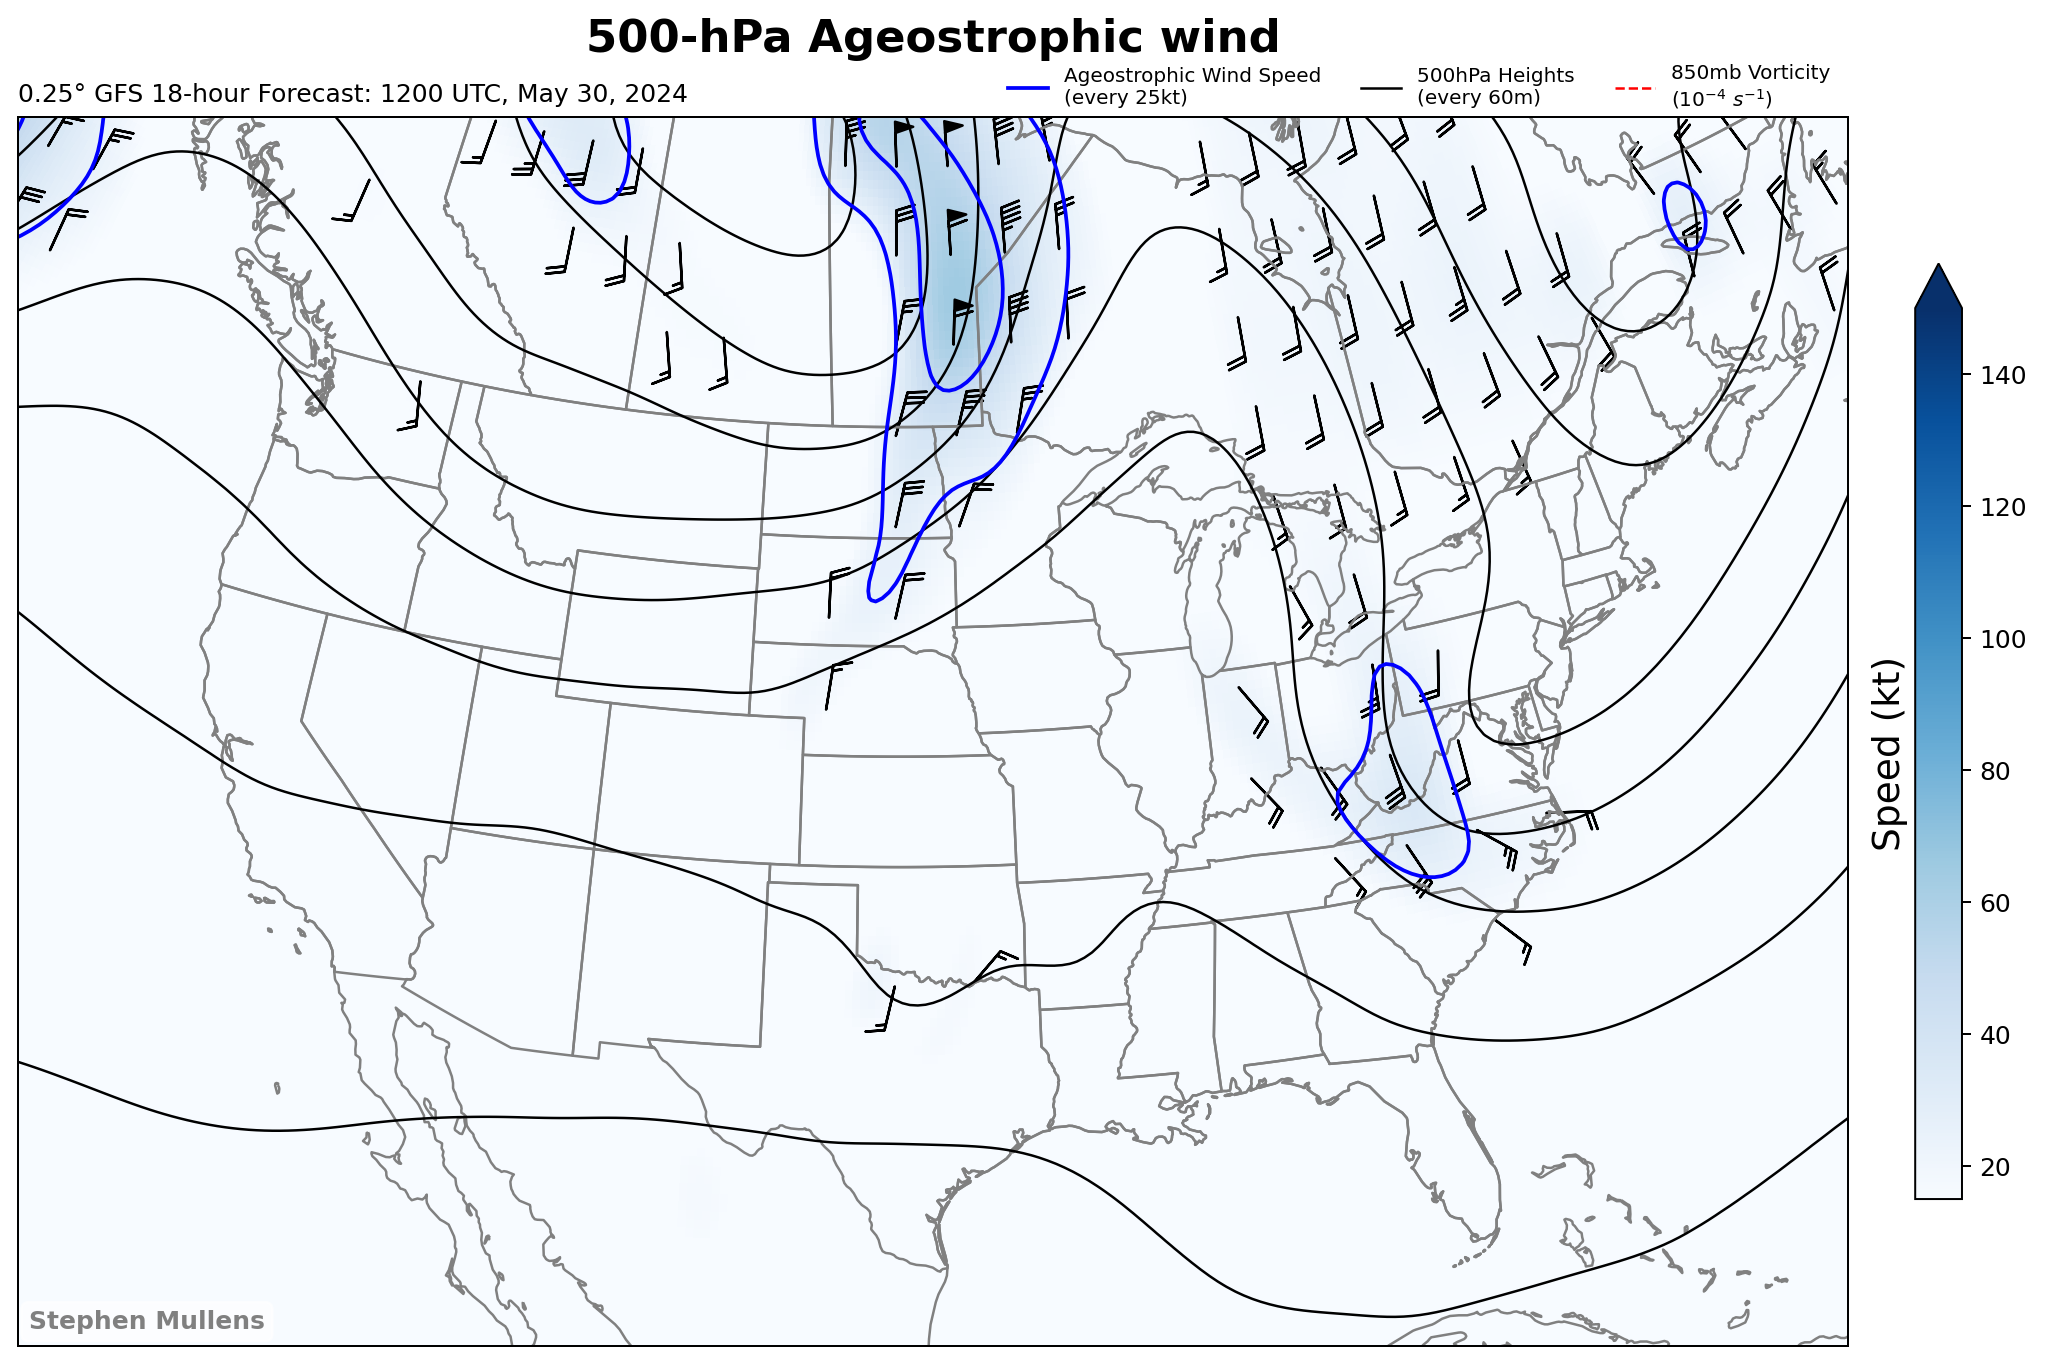 500-hPa Ageostrophic wind
0.25° GFS 18-hour Forecast: 1200 UTC, May 30, 2024
Ageostrophic Wind Speed
(every 25kt)
500hPa Heights
(every 60m)
850mb Vorticity
(10⁻⁴ s⁻¹)
140
120
100
80
60
40
20
Speed (kt)
Stephen Mullens